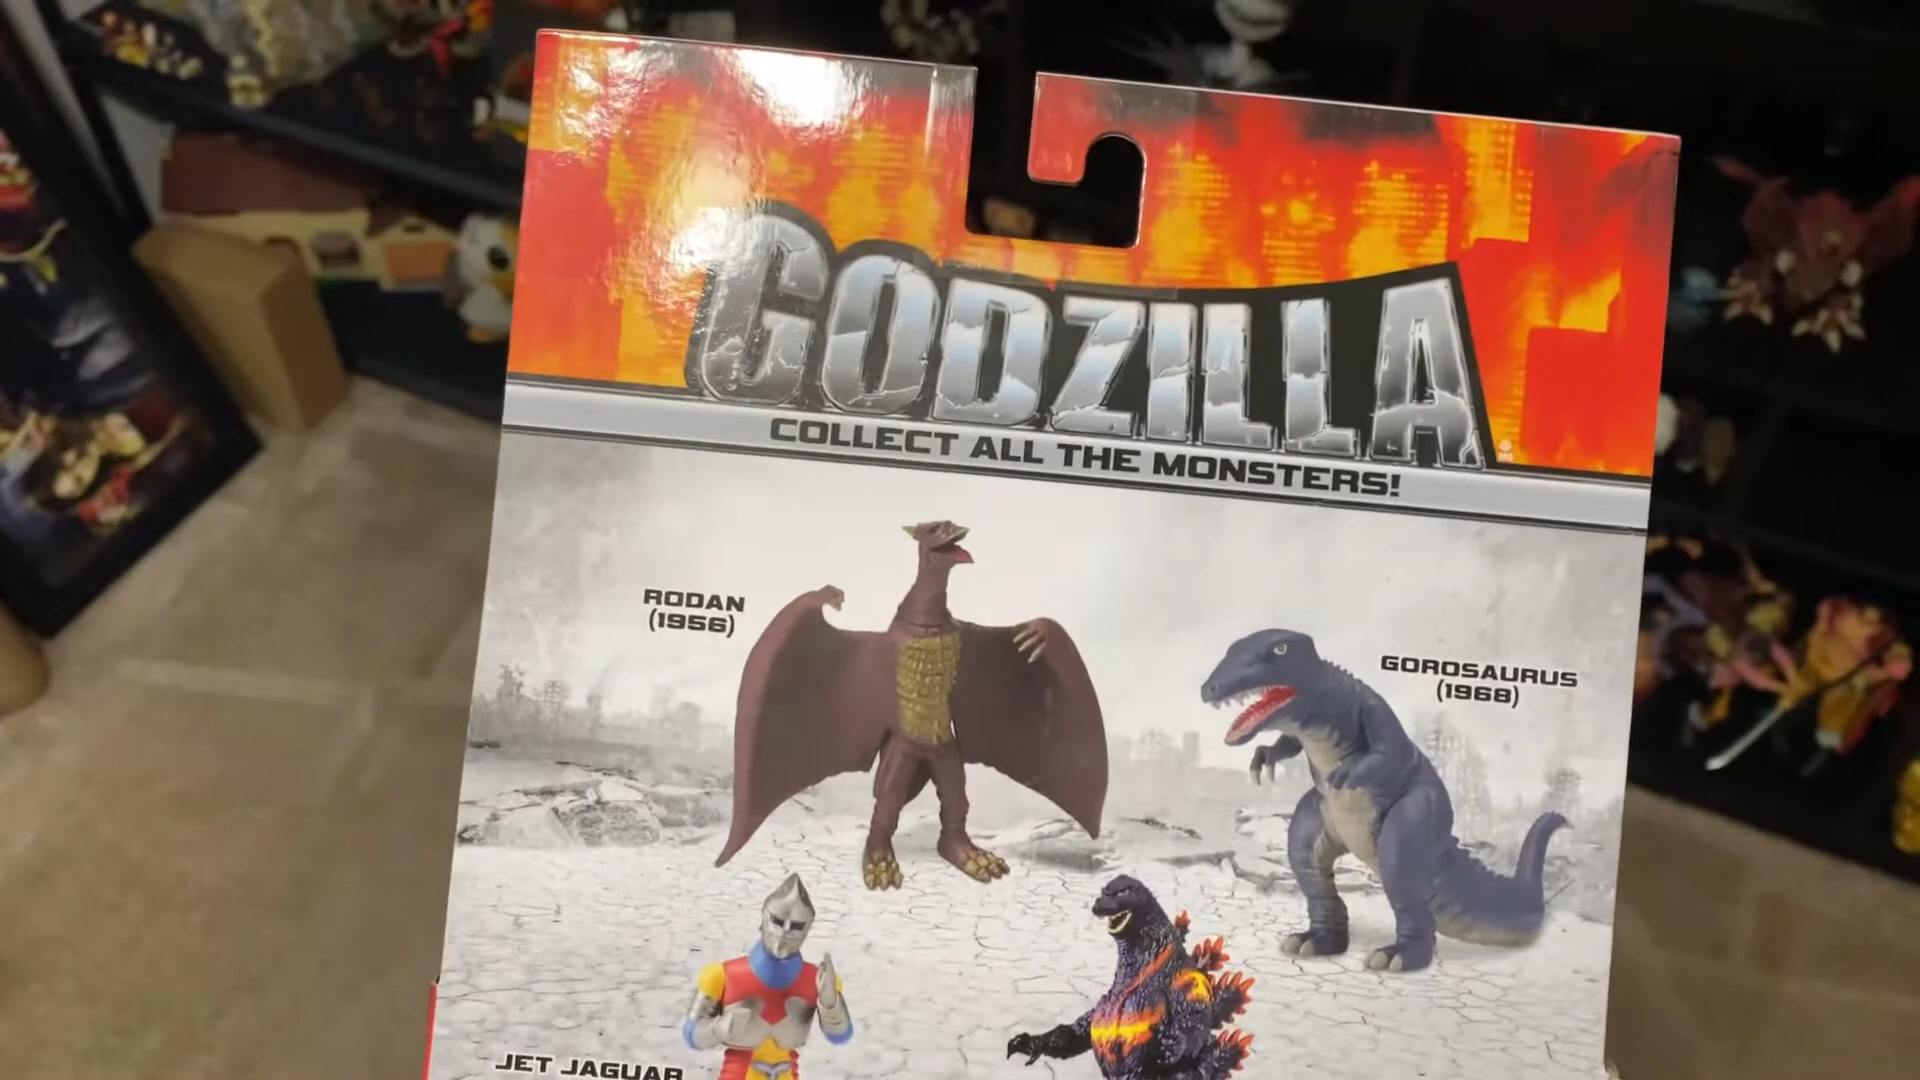 GODZILLA
COLLECT ALL THE MONSTERS!
RODAN
(1956)
GOROSAURUS
(1968)
JET JAGUAR